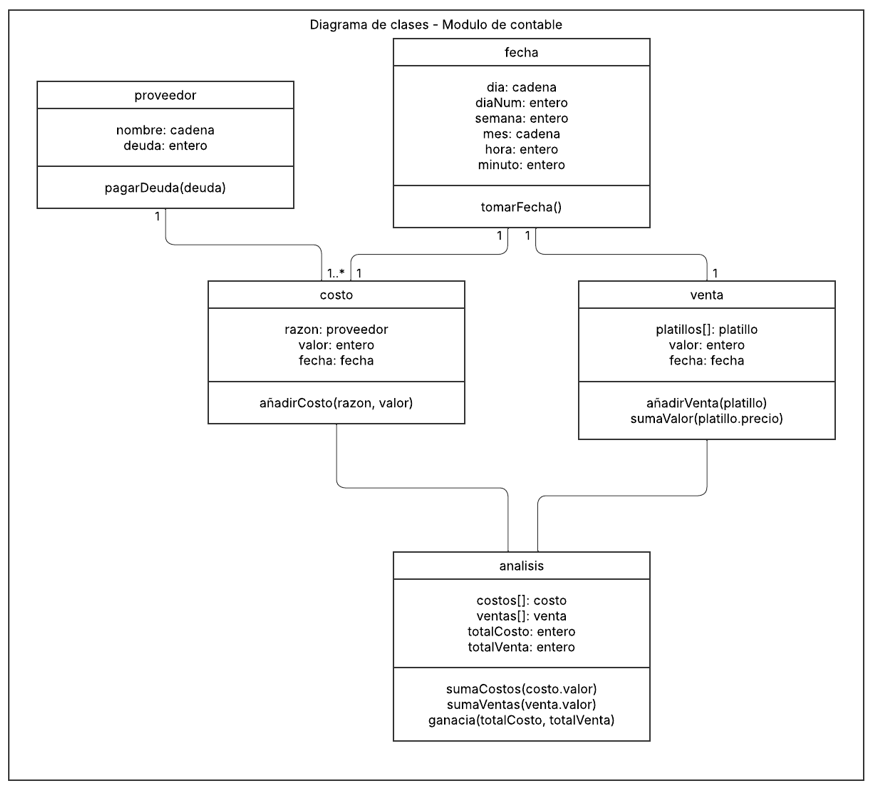 Diagrama de clases - Modulo de contable
fecha
dia: cadena
diaNum: entero
semana: entero
mes: cadena
hora: entero
minuto: entero
tomarFecha()
proveedor
nombre: cadena
deuda: entero
pagarDeuda(deuda)
1
1
1
1..*
1
1
costo
razon: proveedor
valor: entero
fecha: fecha
añadirCosto(razon, valor)
venta
platillos[]: platillo
valor: entero
fecha: fecha
añadirVenta(platillo)
sumaValor(platillo.precio)
analisis
costos[]: costo
ventas[]: venta
totalCosto: entero
totalVenta: entero
sumaCostos(costo.valor)
sumaVentas(venta.valor)
ganacia(totalCosto, totalVenta)